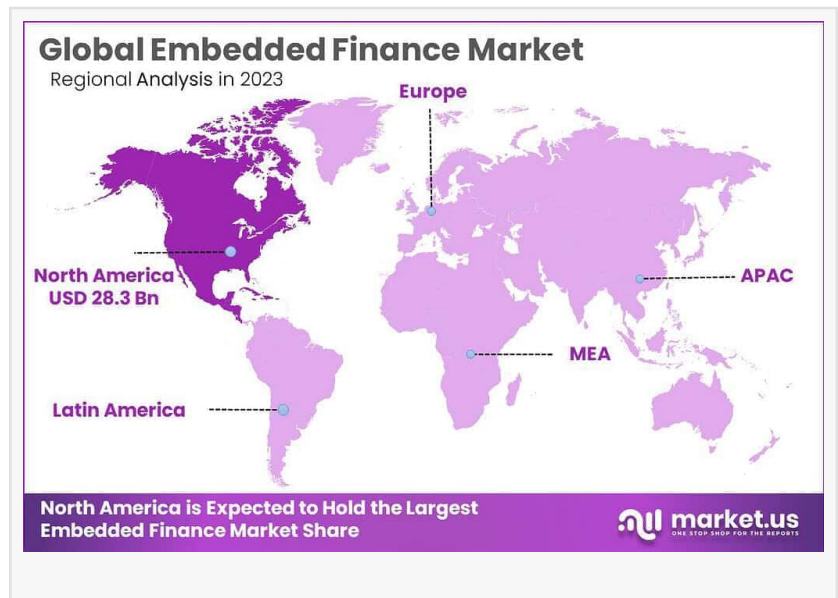 Global Embedded Finance Market
Regional Analysis in 2023
Europe
North America
USD 28.3 Bn
APAC
MEA
Latin America
North America is Expected to Hold the Largest
Embedded Finance Market Share
market.us
ONE STOP SHOP FOR THE REPORTS